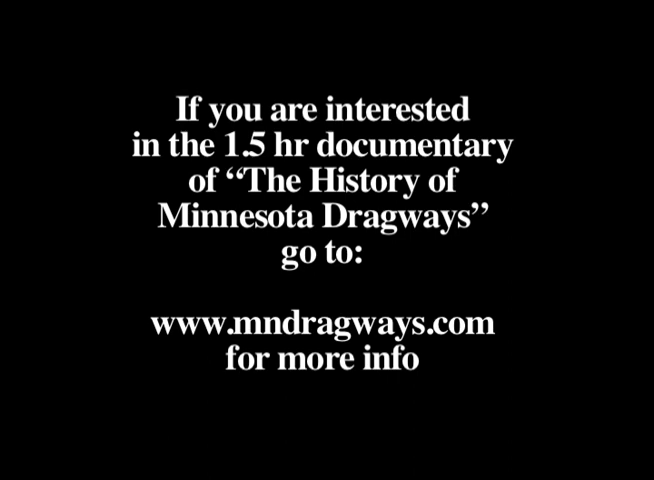 If you are interested
in the 1.5 hr documentary
of “The History of
Minnesota Dragways”
go to:
www.mndragways.com
for more info